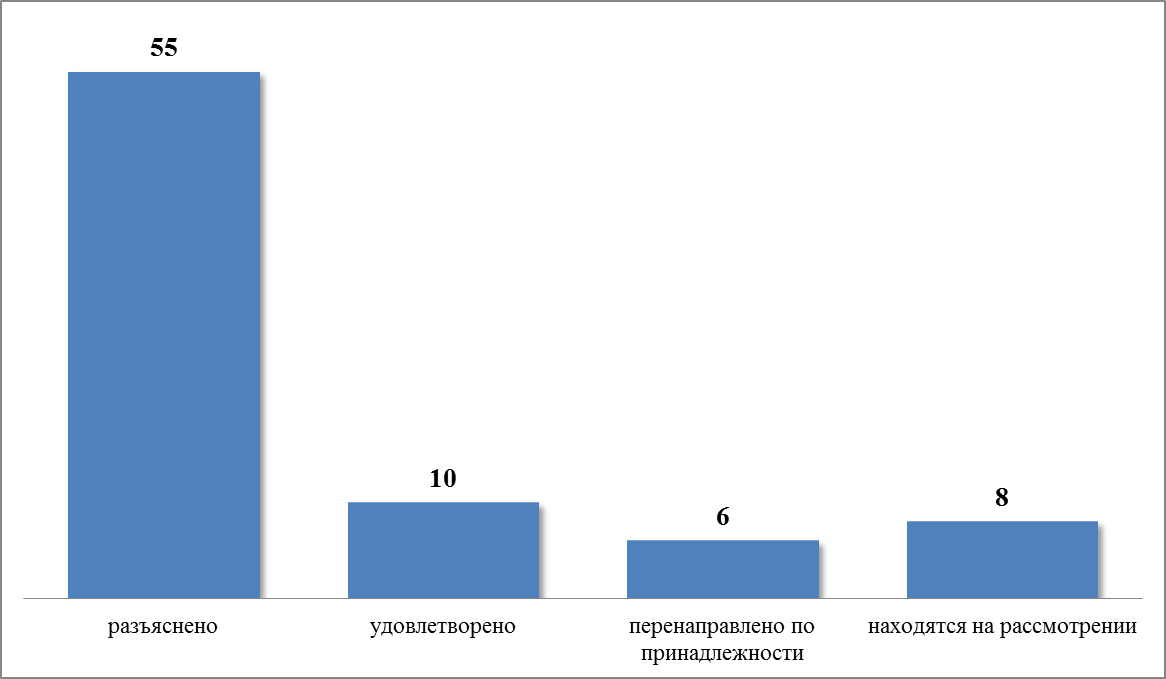 55
10
6
8
разъяснено
удовлетворено
перенаправлено по
принадлежности
находятся на рассмотрении